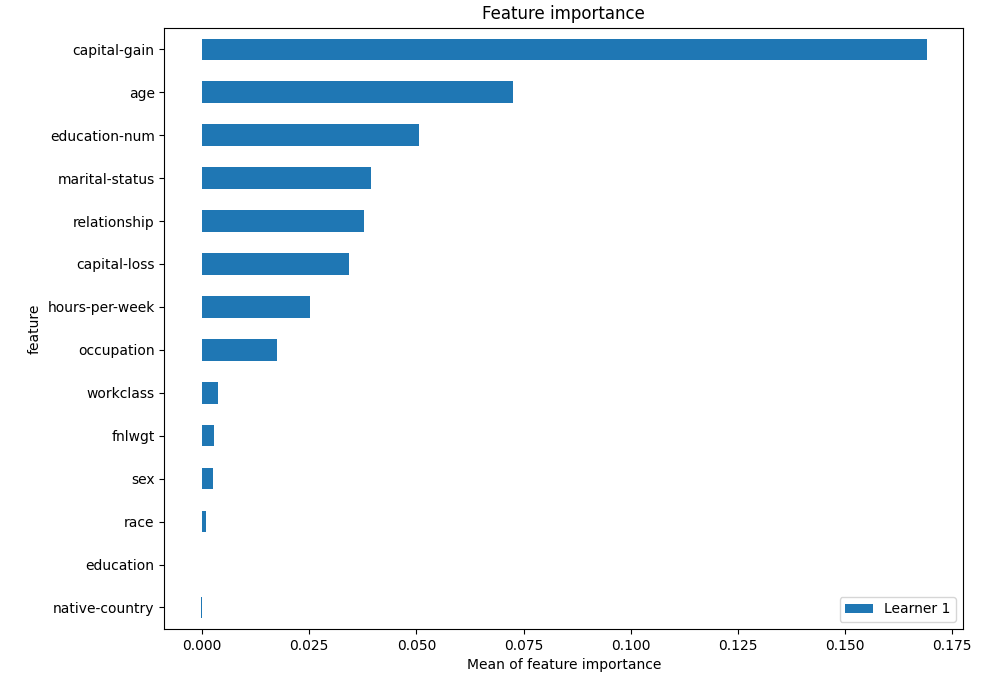 Feature importance
capital-gain
age
education-num
marital-status
relationship
capital-loss
hours-per-week
occupation
workclass
fnlwgt
sex
race
education
native-country
feature
Learner 1
0.000 0.025 0.050 0.075 0.100 0.125 0.150 0.175
Mean of feature importance